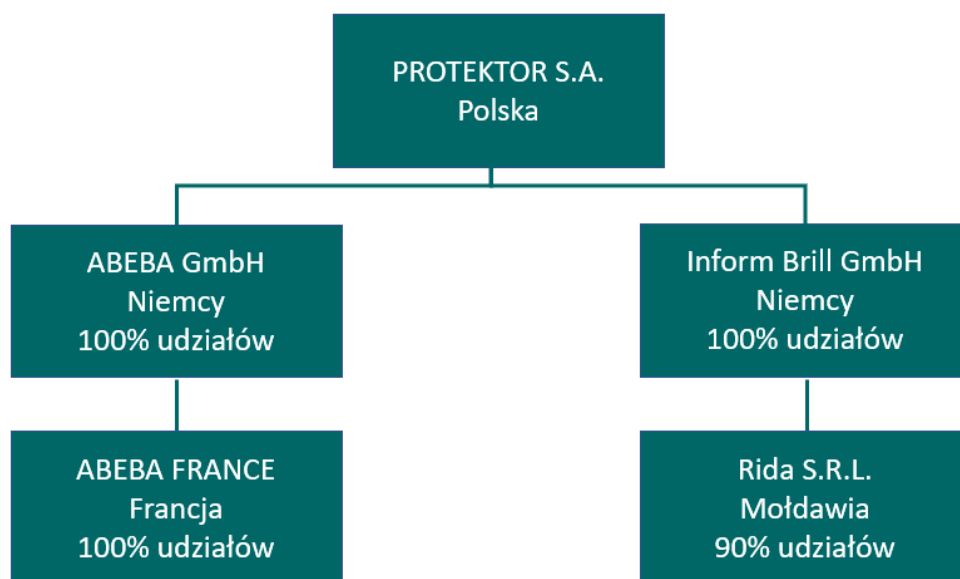 PROTEKTOR S.A.
Polska
ABEBA GmbH
Niemcy
100% udziałów
Inform Brill GmbH
Niemcy
100% udziałów
ABEBA FRANCE
Francja
100% udziałów
Rida S.R.L.
Mołdawia
90% udziałów